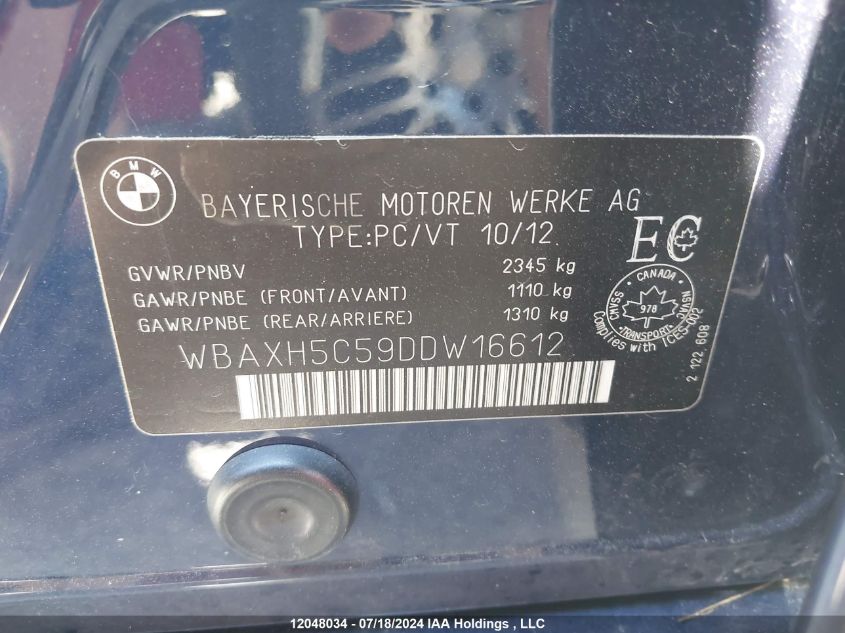 BMW
BAYERISCHE MOTOREN WERKE AG
TYPE:PC/VT 10/12
EC
GVWR/PNBV 2345 kg
GAWR/PNBE (FRONT/AVANT) 1110 kg
GAWR/PNBE (REAR/ARRIERE) 1310 kg
CANADA
CMVSS 978 NSVAC
TRANSPORT
Complies with ICES-002
2 122 608
WBAXH5C59DDW16612
12048034 - 07/18/2024 IAA Holdings , LLC